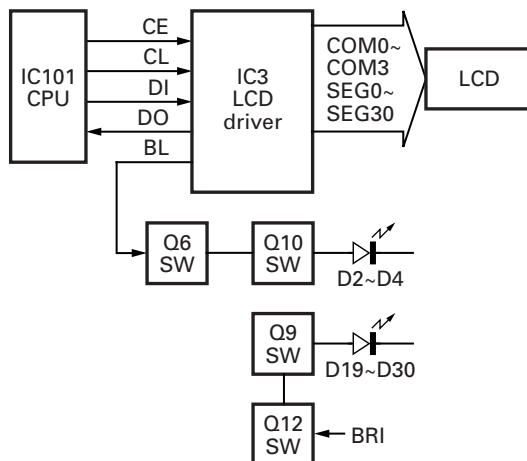 IC101
CPU
CE
CL
DI
DO
BL
IC3
LCD
driver
COM0~
COM3
SEG0~
SEG30
LCD
Q6
SW
Q10
SW
D2~D4
Q9
SW
D19~D30
Q12
SW
BRI